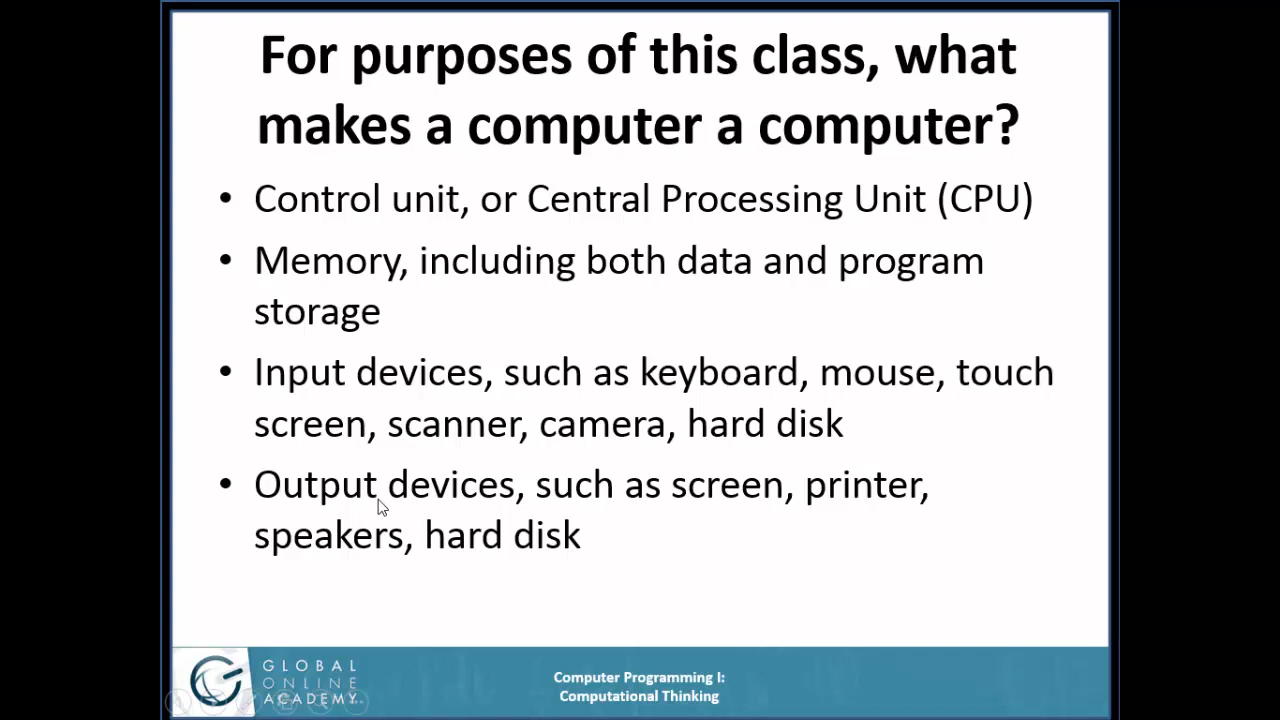 For purposes of this class, what
makes a computer a computer?
• Control unit, or Central Processing Unit (CPU)
• Memory, including both data and program
storage
• Input devices, such as keyboard, mouse, touch
screen, scanner, camera, hard disk
• Output devices, such as screen, printer,
speakers, hard disk
GLOBAL
ONLINE
ACADEMY
Computer Programming I:
Computational Thinking